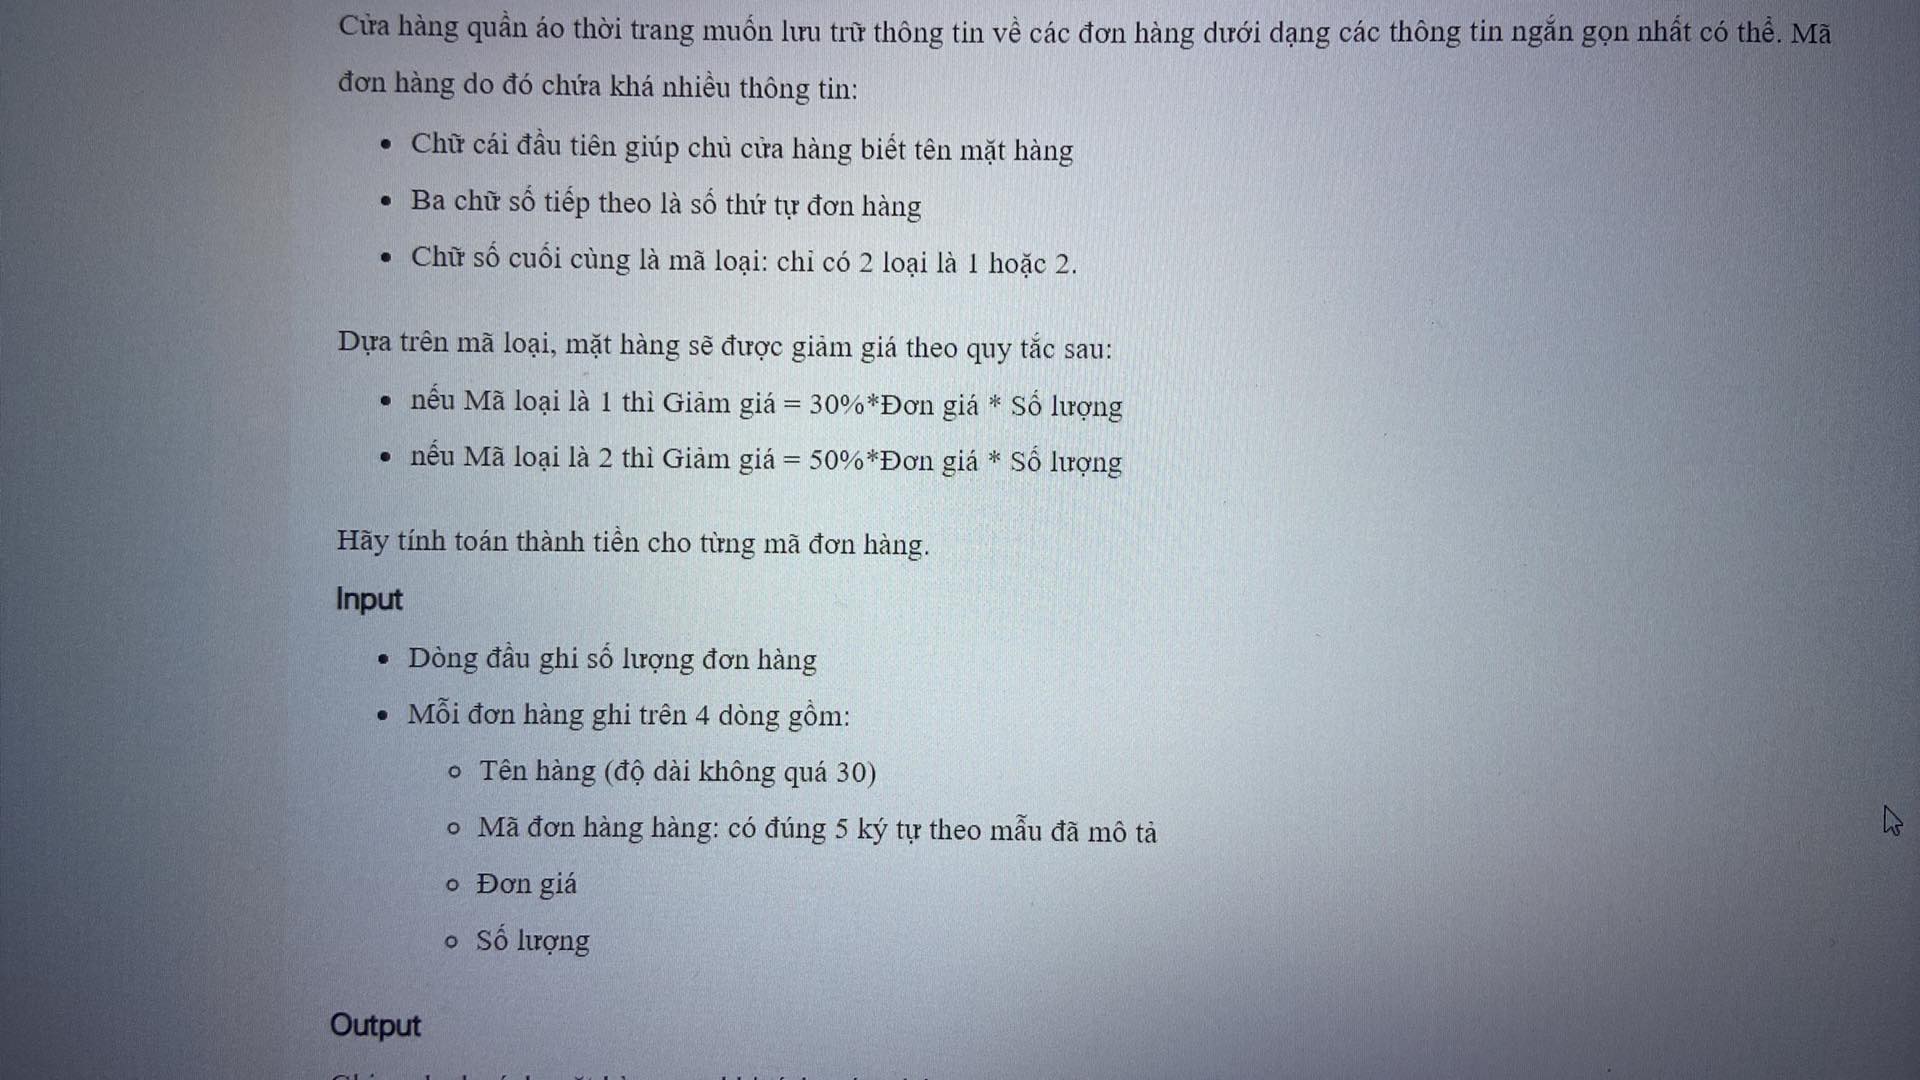 Cửa hàng quần áo thời trang muốn lưu trữ thông tin về các đơn hàng dưới dạng các thông tin ngắn gọn nhất có thể. Mã
đơn hàng do đó chứa khá nhiều thông tin:
Chữ cái đầu tiên giúp chủ cửa hàng biết tên mặt hàng
Ba chữ số tiếp theo là số thứ tự đơn hàng
Chữ số cuối cùng là mã loại: chỉ có 2 loại là 1 hoặc 2.
Dựa trên mã loại, mặt hàng sẽ được giảm giá theo quy tắc sau:
nếu Mã loại là 1 thì Giảm giá = 30%*Đơn giá * Số lượng
nếu Mã loại là 2 thì Giảm giá = 50%*Đơn giá * Số lượng
Hãy tính toán thành tiền cho từng mã đơn hàng.
Input
Dòng đầu ghi số lượng đơn hàng
Mỗi đơn hàng ghi trên 4 dòng gồm:
Tên hàng (độ dài không quá 30)
Mã đơn hàng hàng: có đúng 5 ký tự theo mẫu đã mô tả
Đơn giá
Số lượng
Output